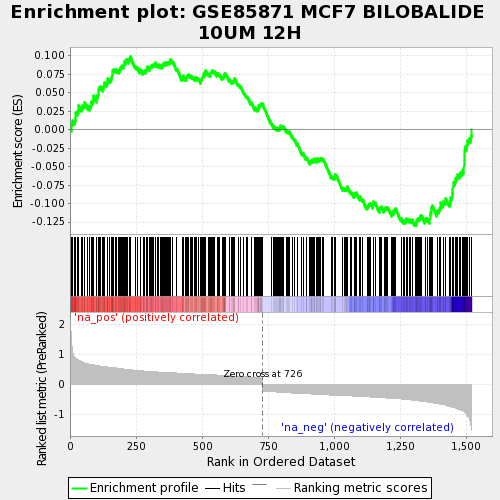 Enrichment plot: GSE85871 MCF7 BILOBALIDE
10UM 12H
Enrichment score (ES)
0.100
0.075
0.050
0.025
0.000
-0.025
-0.050
-0.075
-0.100
-0.125
'na_pos' (positively correlated)
Ranked list metric (PreRanked)
2
1
0
-1
Zero cross at 726
'na_neg' (negatively correlated)
0
250
500
750
1,000
1,250
1,500
Rank in Ordered Dataset
Enrichment profile
Hits
Ranking metric scores